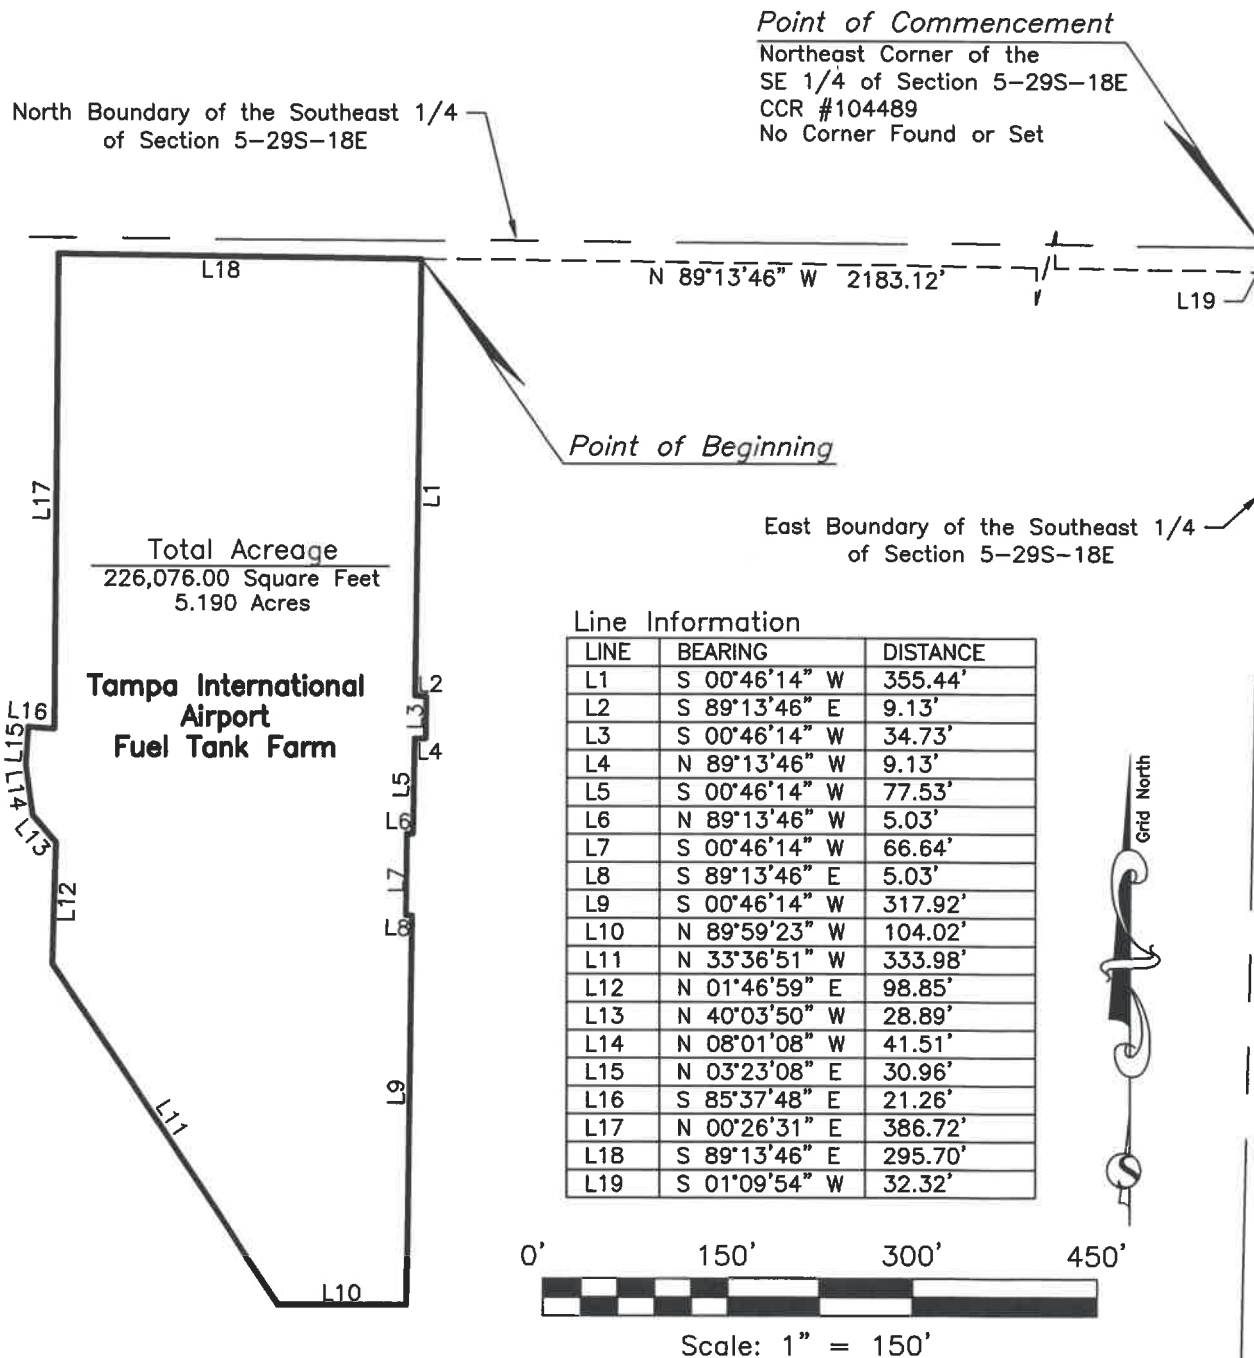 Point of Commencement
Northeast Corner of the
SE 1/4 of Section 5-29S-18E
CCR #104489
No Corner Found or Set
North Boundary of the Southeast 1/4
of Section 5-29S-18E
L18
N 89°13'46" W 2183.12'
L19
Point of Beginning
L17
L1
East Boundary of the Southeast 1/4
of Section 5-29S-18E
Total Acreage
226,076.00 Square Feet
5.190 Acres
Tampa International
Airport
Fuel Tank Farm
L2
L3
L4
L5
L6
L7
L8
L9
L10
L11
L12
L13
L14
L15
L16
Line Information
LINE BEARING DISTANCE
L1 S 00°46'14" W 355.44'
L2 S 89°13'46" E 9.13'
L3 S 00°46'14" W 34.73'
L4 N 89°13'46" W 9.13'
L5 S 00°46'14" W 77.53'
L6 N 89°13'46" W 5.03'
L7 S 00°46'14" W 66.64'
L8 S 89°13'46" E 5.03'
L9 S 00°46'14" W 317.92'
L10 N 89°59'23" W 104.02'
L11 N 33°36'51" W 333.98'
L12 N 01°46'59" E 98.85'
L13 N 40°03'50" W 28.89'
L14 N 08°01'08" W 41.51'
L15 N 03°23'08" E 30.96'
L16 S 85°37'48" E 21.26'
L17 N 00°26'31" E 386.72'
L18 S 89°13'46" E 295.70'
L19 S 01°09'54" W 32.32'
Grid North
S
0' 150' 300' 450'
Scale: 1" = 150'